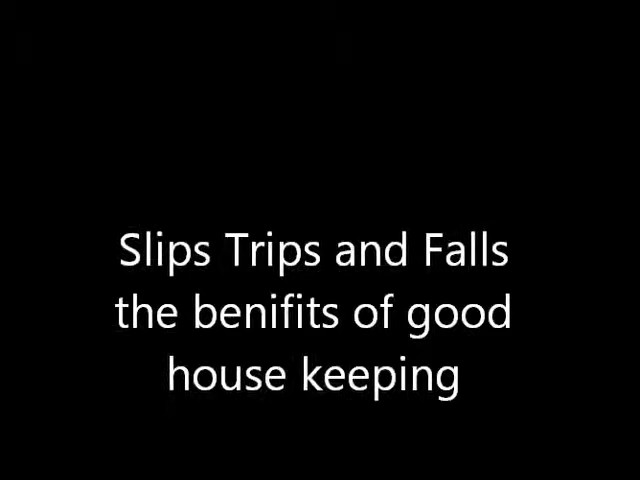 Slips Trips and Falls
the benifits of good
house keeping